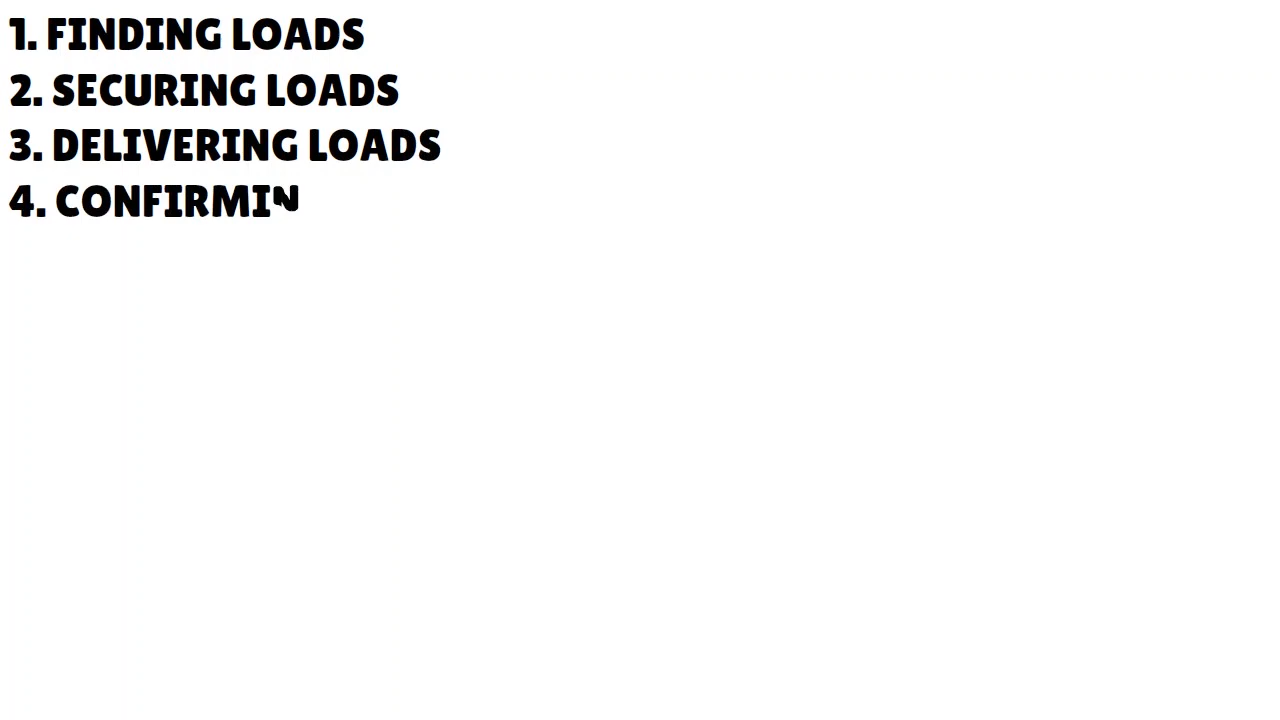 1. FINDING LOADS
2. SECURING LOADS
3. DELIVERING LOADS
4. CONFIRMIN